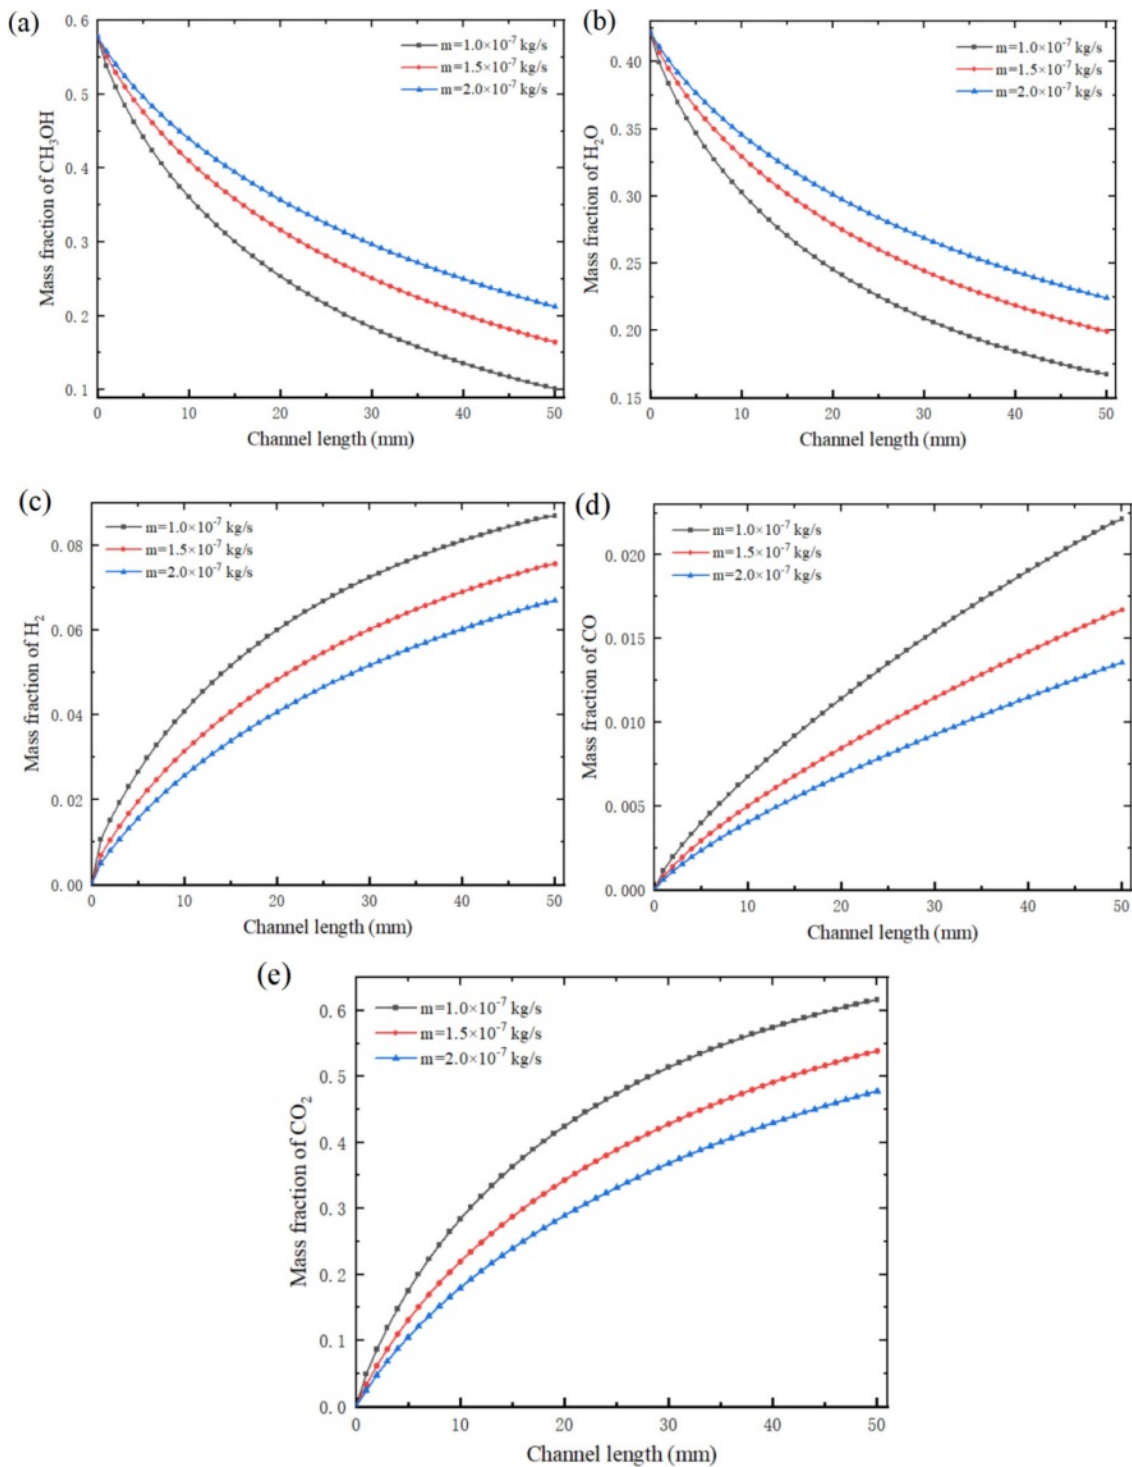 (a)
0.6
0.5
0.4
0.3
0.2
0.1
Mass fraction of CH₃OH
m=1.0×10⁻⁷ kg/s
m=1.5×10⁻⁷ kg/s
m=2.0×10⁻⁷ kg/s
0 10 20 30 40 50
Channel length (mm)
(b)
0.40
0.35
0.30
0.25
0.20
0.15
Mass fraction of H₂O
m=1.0×10⁻⁷ kg/s
m=1.5×10⁻⁷ kg/s
m=2.0×10⁻⁷ kg/s
0 10 20 30 40 50
Channel length (mm)
(c)
0.08
0.06
0.04
0.02
0.00
Mass fraction of H₂
m=1.0×10⁻⁷ kg/s
m=1.5×10⁻⁷ kg/s
m=2.0×10⁻⁷ kg/s
0 10 20 30 40 50
Channel length (mm)
(d)
0.020
0.015
0.010
0.005
0.000
Mass fraction of CO
m=1.0×10⁻⁷ kg/s
m=1.5×10⁻⁷ kg/s
m=2.0×10⁻⁷ kg/s
0 10 20 30 40 50
Channel length (mm)
(e)
0.6
0.5
0.4
0.3
0.2
0.1
0.0
Mass fraction of CO₂
m=1.0×10⁻⁷ kg/s
m=1.5×10⁻⁷ kg/s
m=2.0×10⁻⁷ kg/s
0 10 20 30 40 50
Channel length (mm)